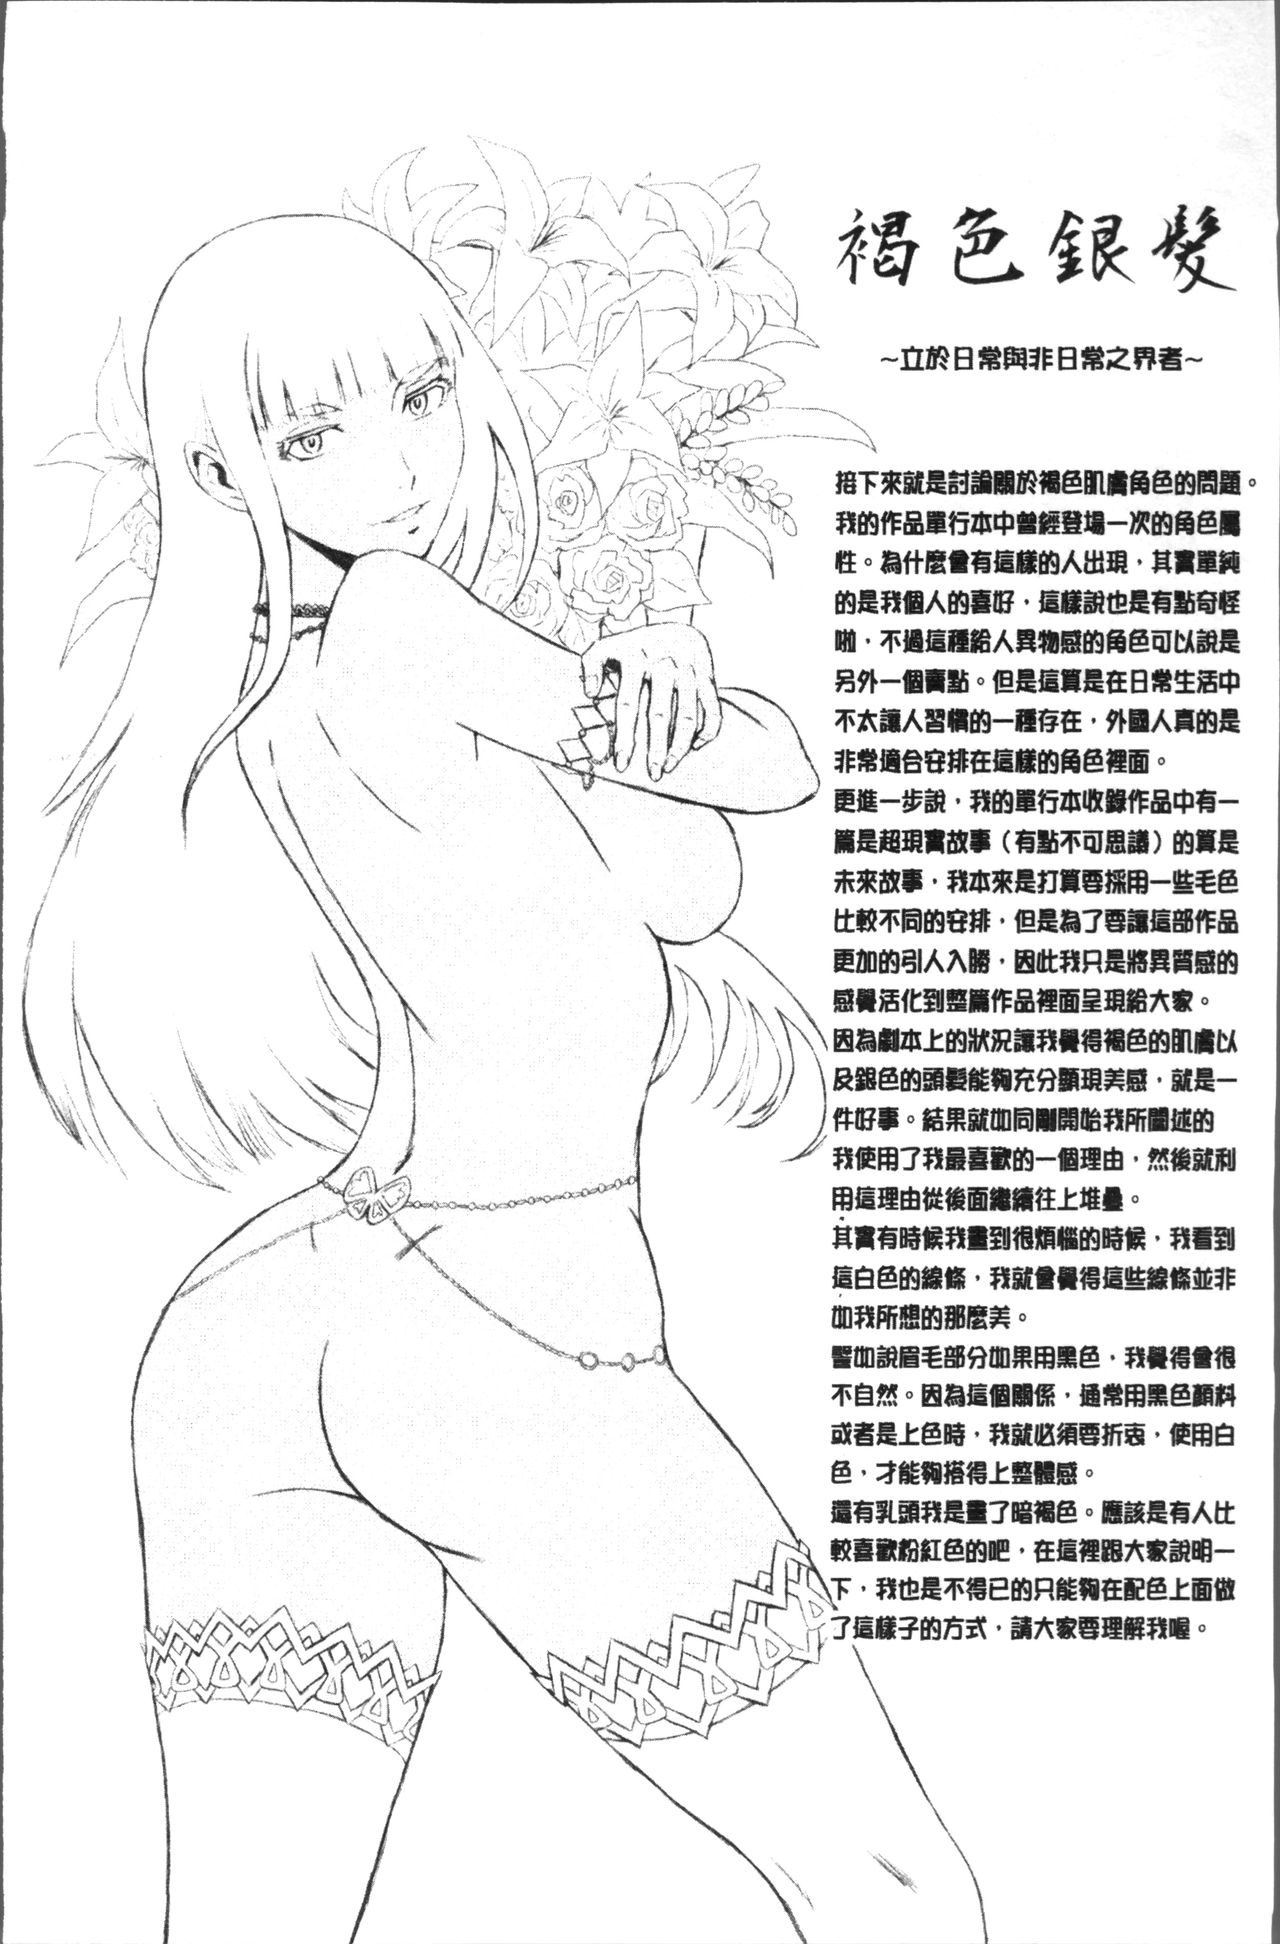 褐色銀髮
～立於日常與非日常之界者～
接下來就是討論關於褐色肌膚角色的問題。
我的作品單行本中曾經登場一次的角色屬
性。為什麼會有這樣的人出現，其實單純
的是我個人的喜好，這樣說也是有點奇怪
啦，不過這種給人異物感的角色可以說是
另外一個賣點。但是這算是在日常生活中
不太讓人習慣的一種存在，外國人真的是
非常適合安排在這樣的角色裡面。
更進一步說，我的單行本收錄作品中有一
篇是超現實故事（有點不可思議）的算是
未來故事，我本來是打算要採用一些毛色
比較不同的安排，但是為了要讓這部作品
更加的引人入勝，因此我只是將異質感的
感覺活化到整篇作品裡面呈現給大家。
因為劇本上的狀況讓我覺得褐色的肌膚以
及銀色的頭髮能夠充分顯現美感，就是一
件好事。結果就如同剛開始我所闡述的
我使用了我最喜歡的一個理由，然後就利
用這理由從後面繼續往上堆疊。
其實有時候我畫到很煩惱的時候，我看到
這白色的線條，我就會覺得這些線條並非
如我所想的那麼美。
譬如說眉毛部分如果用黑色，我覺得會很
不自然。因為這個關係，通常用黑色顏料
或者是上色時，我就必須要折衷，使用白
色，才能夠搭得上整體感。
還有乳頭我是畫了暗褐色。應該是有人比
較喜歡粉紅色的吧，在這裡跟大家說明一
下，我也是不得已的只能夠在配色上面做
了這樣子的方式，請大家要理解我喔。